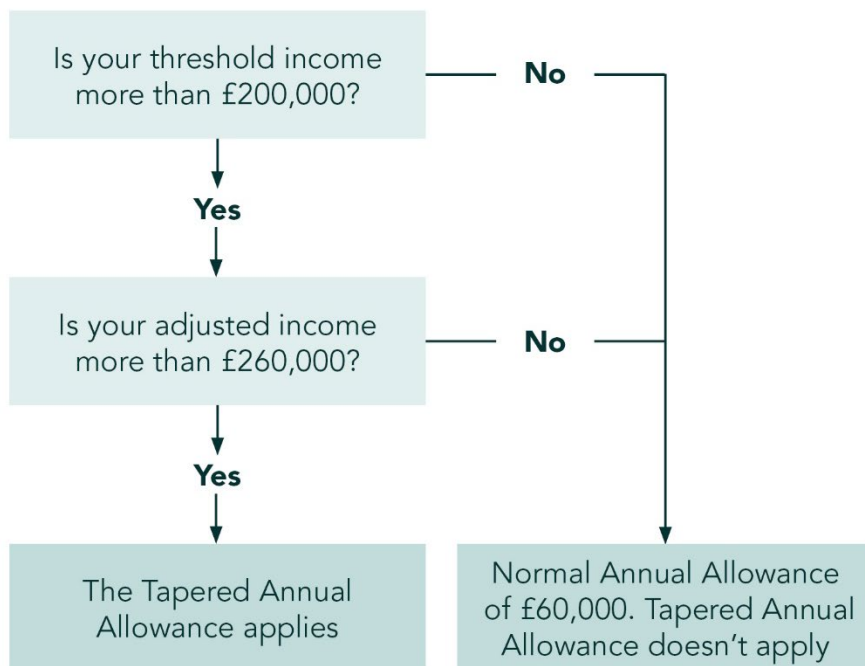 Is your threshold income
more than £200,000?
No
Yes
Is your adjusted income
more than £260,000?
No
Yes
The Tapered Annual
Allowance applies
Normal Annual Allowance
of £60,000. Tapered Annual
Allowance doesn’t apply